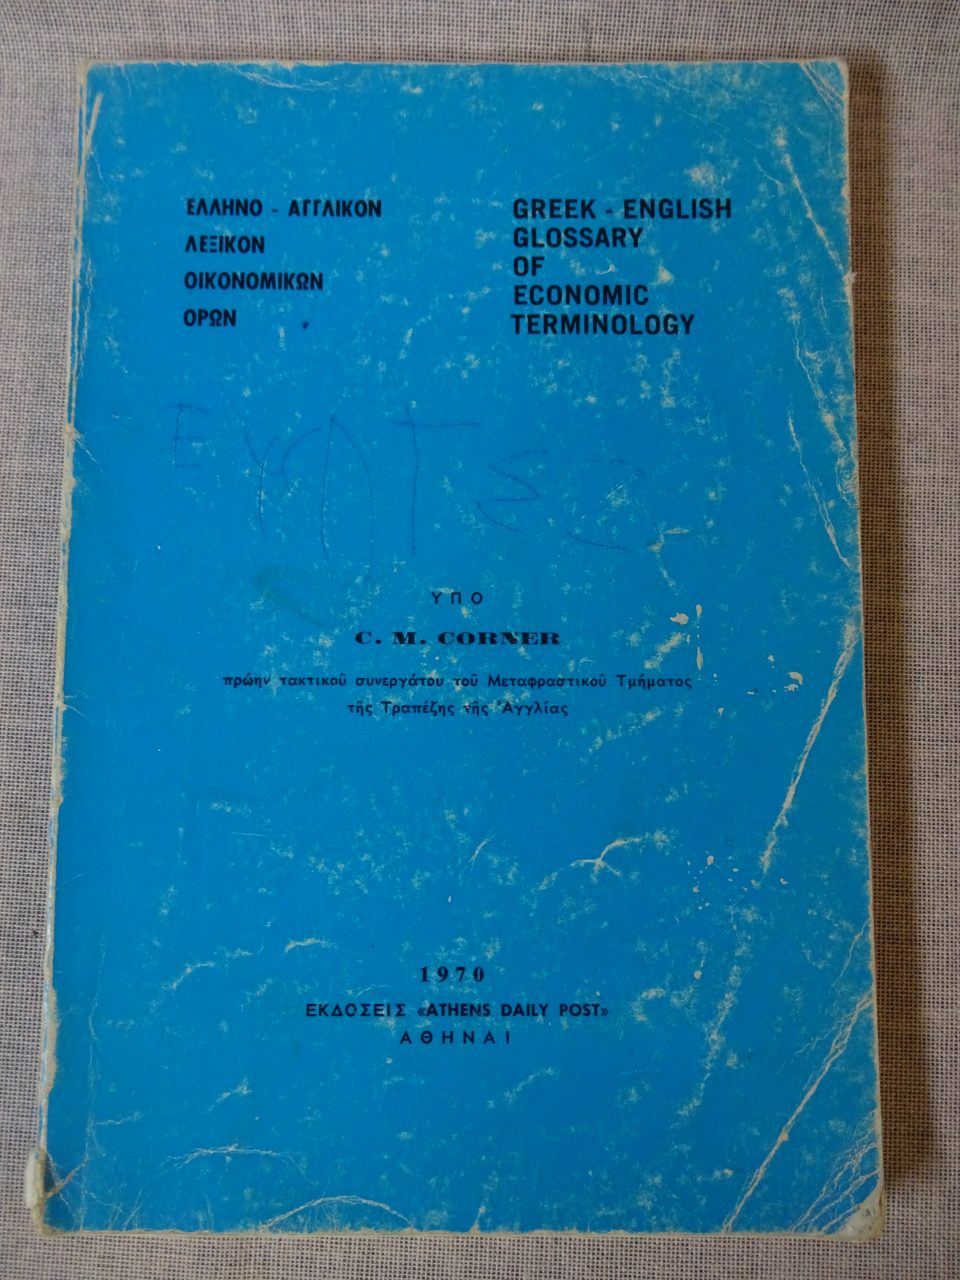 ΕΛΛΗΝΟ - ΑΓΓΛΙΚΟΝ
ΛΕΞΙΚΟΝ
ΟΙΚΟΝΟΜΙΚΩΝ
ΟΡΩΝ
GREEK - ENGLISH
GLOSSARY
OF
ECONOMIC
TERMINOLOGY
ΥΠΟ
C. M. CORNER
πρώην τακτικοῦ συνεργάτου τοῦ Μεταφραστικοῦ Τμήματος
τῆς Τραπέζης τῆς Ἀγγλίας
1970
ΕΚΔΟΣΕΙΣ «ATHENS DAILY POST»
ΑΘΗΝΑΙ